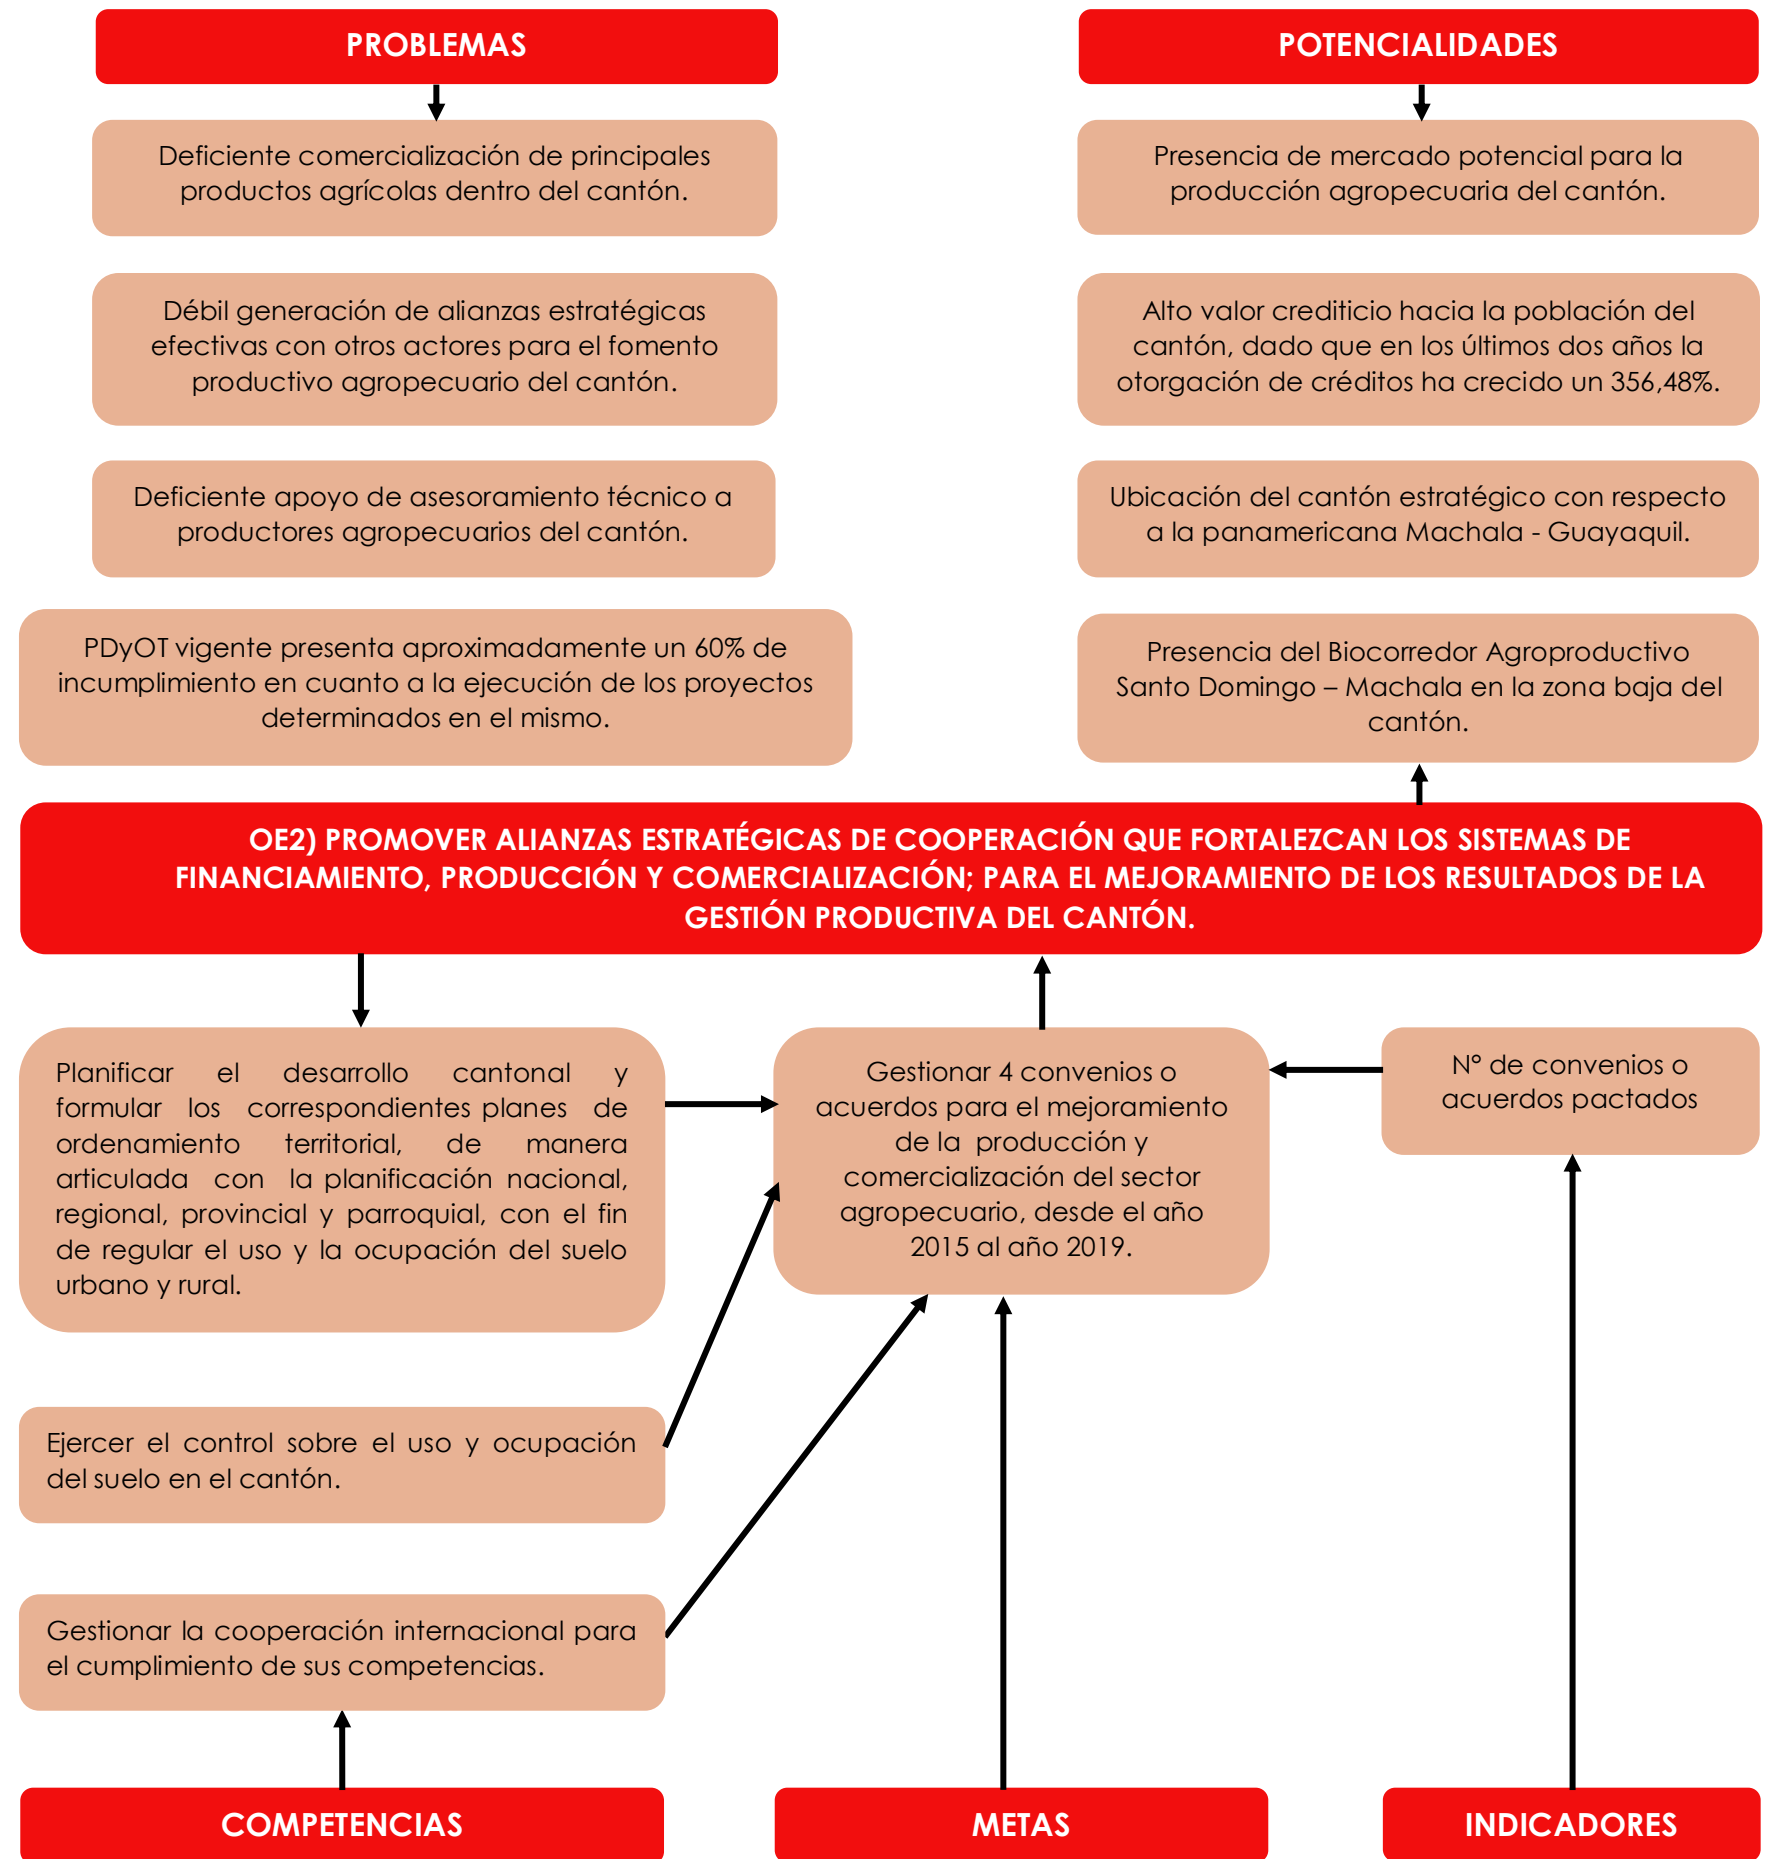 PROBLEMAS
Deficiente comercialización de principales
productos agrícolas dentro del cantón.
Débil generación de alianzas estratégicas
efectivas con otros actores para el fomento
productivo agropecuario del cantón.
Deficiente apoyo de asesoramiento técnico a
productores agropecuarios del cantón.
PDyOT vigente presenta aproximadamente un 60% de
incumplimiento en cuanto a la ejecución de los proyectos
determinados en el mismo.
POTENCIALIDADES
Presencia de mercado potencial para la
producción agropecuaria del cantón.
Alto valor crediticio hacia la población del
cantón, dado que en los últimos dos años la
otorgación de créditos ha crecido un 356,48%.
Ubicación del cantón estratégico con respecto
a la panamericana Machala - Guayaquil.
Presencia del Biocorredor Agroproductivo
Santo Domingo – Machala en la zona baja del
cantón.
OE2) PROMOVER ALIANZAS ESTRATÉGICAS DE COOPERACIÓN QUE FORTALEZCAN LOS SISTEMAS DE
FINANCIAMIENTO, PRODUCCIÓN Y COMERCIALIZACIÓN; PARA EL MEJORAMIENTO DE LOS RESULTADOS DE LA
GESTIÓN PRODUCTIVA DEL CANTÓN.
Planificar el desarrollo cantonal y
formular los correspondientes planes de
ordenamiento territorial, de manera
articulada con la planificación nacional,
regional, provincial y parroquial, con el fin
de regular el uso y la ocupación del suelo
urbano y rural.
Ejercer el control sobre el uso y ocupación
del suelo en el cantón.
Gestionar la cooperación internacional para
el cumplimiento de sus competencias.
COMPETENCIAS
Gestionar 4 convenios o
acuerdos para el mejoramiento
de la producción y
comercialización del sector
agropecuario, desde el año
2015 al año 2019.
METAS
N° de convenios o
acuerdos pactados
INDICADORES